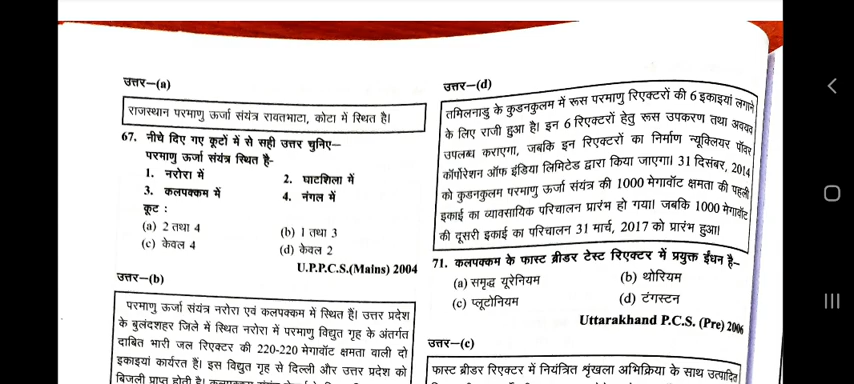 उत्तर–(a)
राजस्थान परमाणु ऊर्जा संयंत्र रावतभाटा, कोटा में स्थित है।
67. नीचे दिए गए कूटों में से सही उत्तर चुनिए–
परमाणु ऊर्जा संयंत्र स्थित है-
1. नरोरा में
2. घाटशिला में
3. कलपक्कम में
4. नंगल में
कूट :
(a) 2 तथा 4
(b) 1 तथा 3
(c) केवल 4
(d) केवल 2
U.P.P.C.S.(Mains) 2004
उत्तर–(b)
परमाणु ऊर्जा संयंत्र नरोरा एवं कलपक्कम में स्थित हैं। उत्तर प्रदेश
के बुलंदशहर जिले में स्थित नरोरा में परमाणु विद्युत गृह के अंतर्गत
दाबित भारी जल रिएक्टर की 220-220 मेगावॉट क्षमता वाली दो
इकाइयां कार्यरत हैं। इस विद्युत गृह से दिल्ली और उत्तर प्रदेश को
बिजली प्राप्त होती है।
उत्तर–(d)
तमिलनाडु के कुडनकुलम में रूस परमाणु रिएक्टरों की 6 इकाइयां लगाने
के लिए राजी हुआ है। इन 6 रिएक्टरों हेतु रूस उपकरण तथा अवयव
उपलब्ध कराएगा, जबकि इन रिएक्टरों का निर्माण न्यूक्लियर पॉवर
कॉर्पोरेशन ऑफ इंडिया लिमिटेड द्वारा किया जाएगा। 31 दिसंबर, 2014
को कुडनकुलम परमाणु ऊर्जा संयंत्र की 1000 मेगावॉट क्षमता की पहली
इकाई का व्यावसायिक परिचालन प्रारंभ हो गया। जबकि 1000 मेगावॉट
की दूसरी इकाई का परिचालन 31 मार्च, 2017 को प्रारंभ हुआ।
71. कलपक्कम के फास्ट ब्रीडर टेस्ट रिएक्टर में प्रयुक्त ईंधन है–
(a) समृद्ध यूरेनियम
(b) थोरियम
(c) प्लूटोनियम
(d) टंगस्टन
Uttarakhand P.C.S. (Pre) 2006
उत्तर–(c)
फास्ट ब्रीडर रिएक्टर में नियंत्रित शृंखला अभिक्रिया के साथ उत्पादित